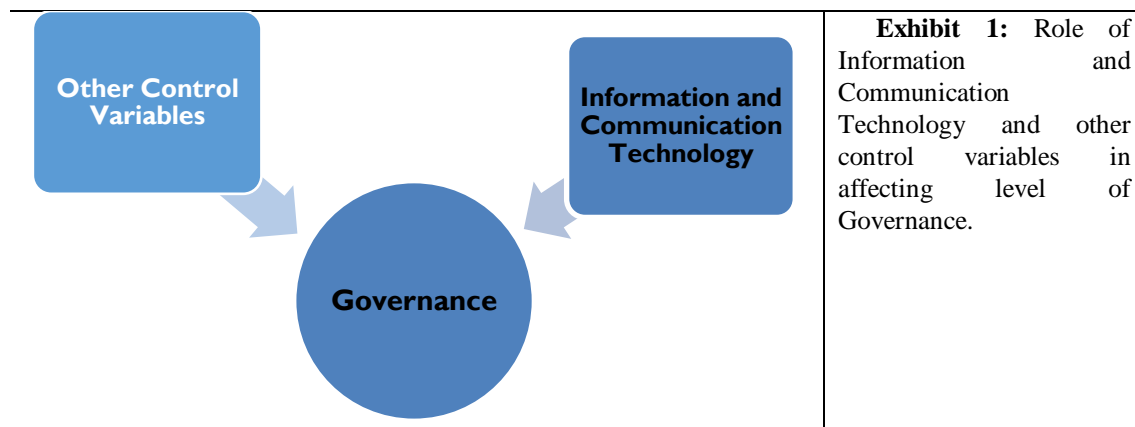 Other Control
Variables
Information and
Communication
Technology
Governance
Exhibit 1: Role of
Information and
Communication
Technology and other
control variables in
affecting level of
Governance.